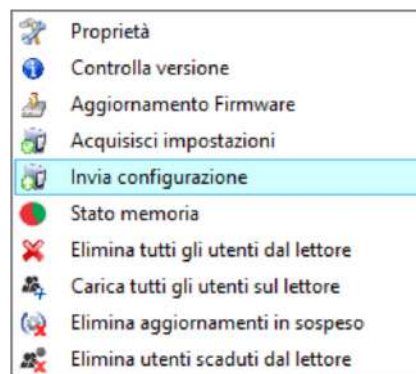 Proprietà
Controlla versione
Aggiornamento Firmware
Acquisisci impostazioni
Invia configurazione
Stato memoria
Elimina tutti gli utenti dal lettore
Carica tutti gli utenti sul lettore
Elimina aggiornamenti in sospeso
Elimina utenti scaduti dal lettore